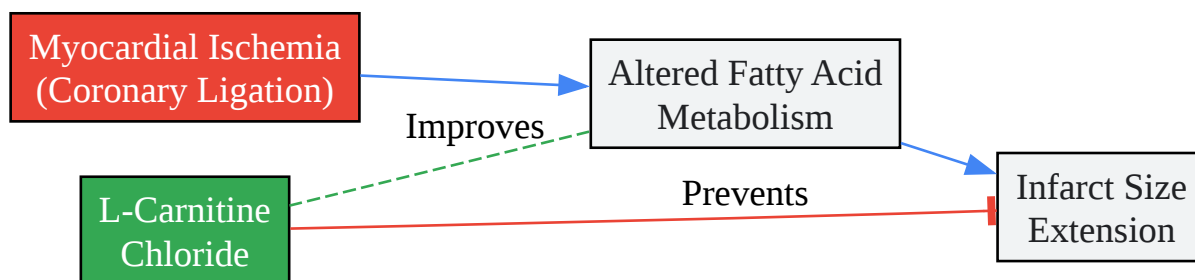 Myocardial Ischemia
(Coronary Ligation)
Altered Fatty Acid
Metabolism
Improves
L-Carnitine
Chloride
Prevents
Infarct Size
Extension